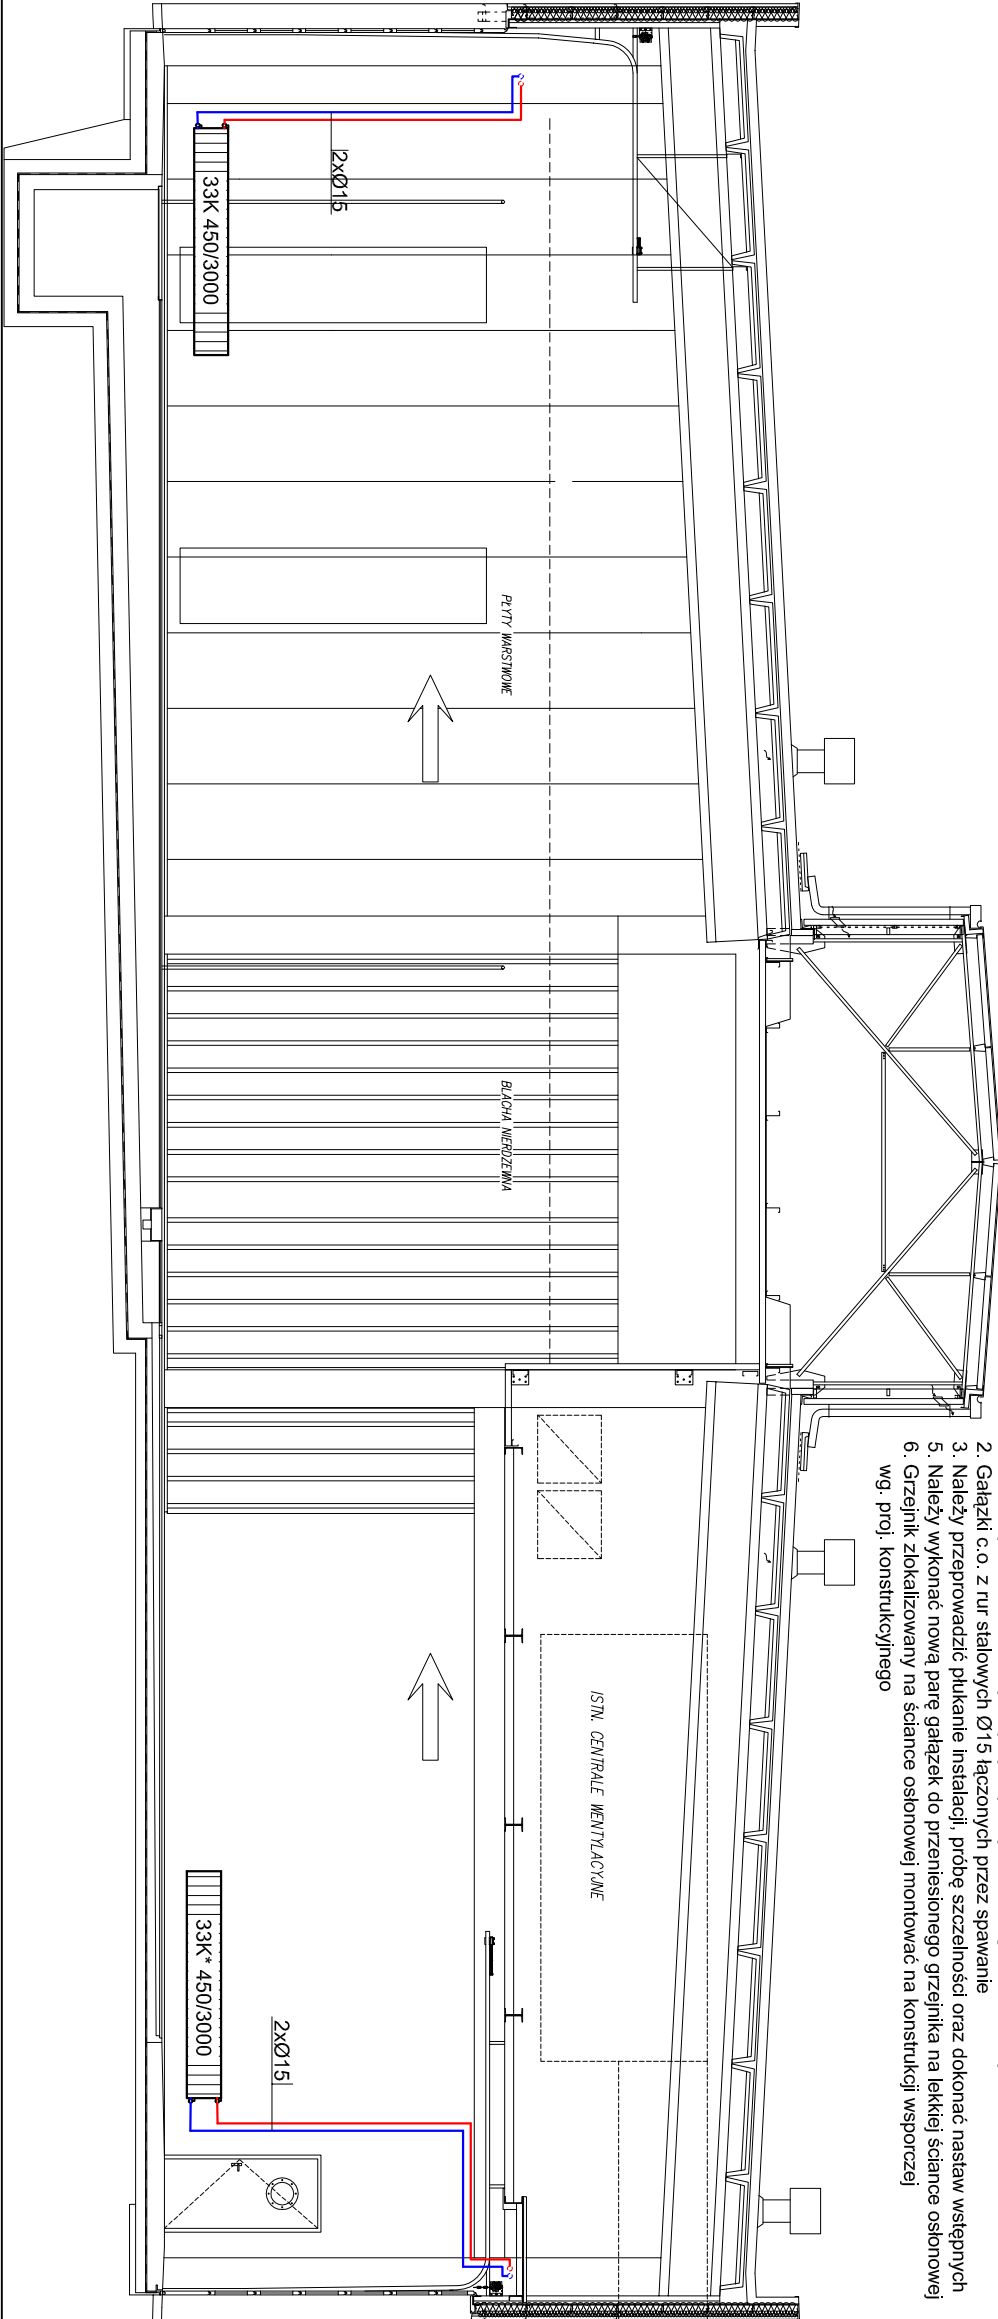 2. Gałązki c.o. z rur stalowych Ø15 łączonych przez spawanie
3. Należy przeprowadzić płukanie instalacji, próbę szczelności oraz dokonać nastaw wstępnych
5. Należy wykonać nową parę gałązek do przeniesionego grzejnika na lekkiej ściance osłonowej
6. Grzejnik zlokalizowany na ściance osłonowej montować na konstrukcji wsporczej
wg. proj. konstrukcyjnego
ISTN. CENTRALE WENTYLACYJNE
PŁYTY WARSTWOWE
BLACHA NIERDZEWNA
2xØ15
33K 450/3000
2xØ15
33K* 450/3000